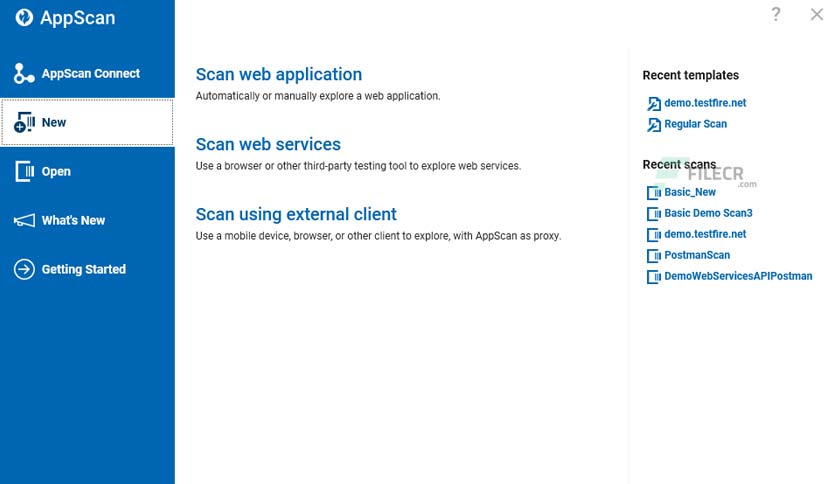 AppScan
?
AppScan Connect
New
Open
What's New
Getting Started
Scan web application
Automatically or manually explore a web application.
Scan web services
Use a browser or other third-party testing tool to explore web services.
Scan using external client
Use a mobile device, browser, or other client to explore, with AppScan as proxy.
Recent templates
demo.testfire.net
Regular Scan
Recent scans
FILECR
.com
Basic_New
Basic Demo Scan3
demo.testfire.net
PostmanScan
DemoWebServicesAPIPostman